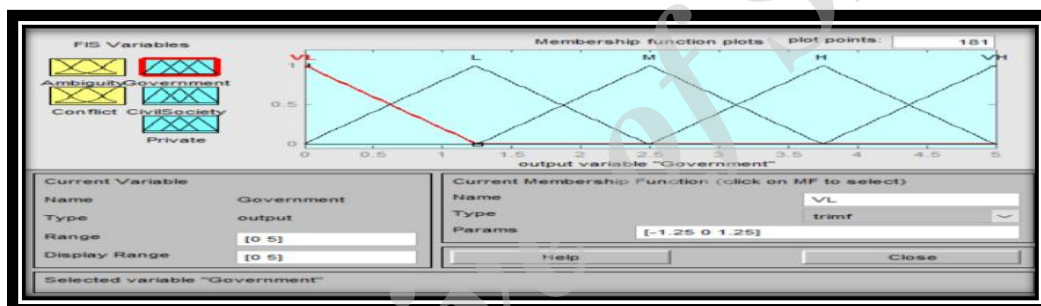 FIS Variables
Membership function plots plot points: 181
VL L M H VH
1
Ambiguity Government
0.5
Conflict CivilSociety
Private
0
0 0.5 1 1.5 2 2.5 3 3.5 4 4.5 5
output variable "Government"
Current Variable
Current Membership Function (click on MF to select)
Name Government
Name VL
Type output
Type trimf
Range [0 5]
Params [-1.25 0 1.25]
Display Range [0 5]
Help Close
Selected variable "Government"